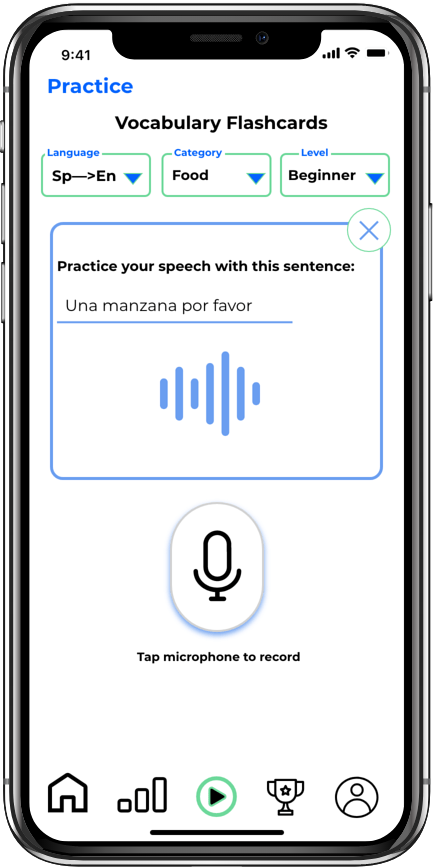 9:41
Practice
Vocabulary Flashcards
Language Category Level
Sp—>En Food Beginner
Practice your speech with this sentence:
Una manzana por favor
Tap microphone to record